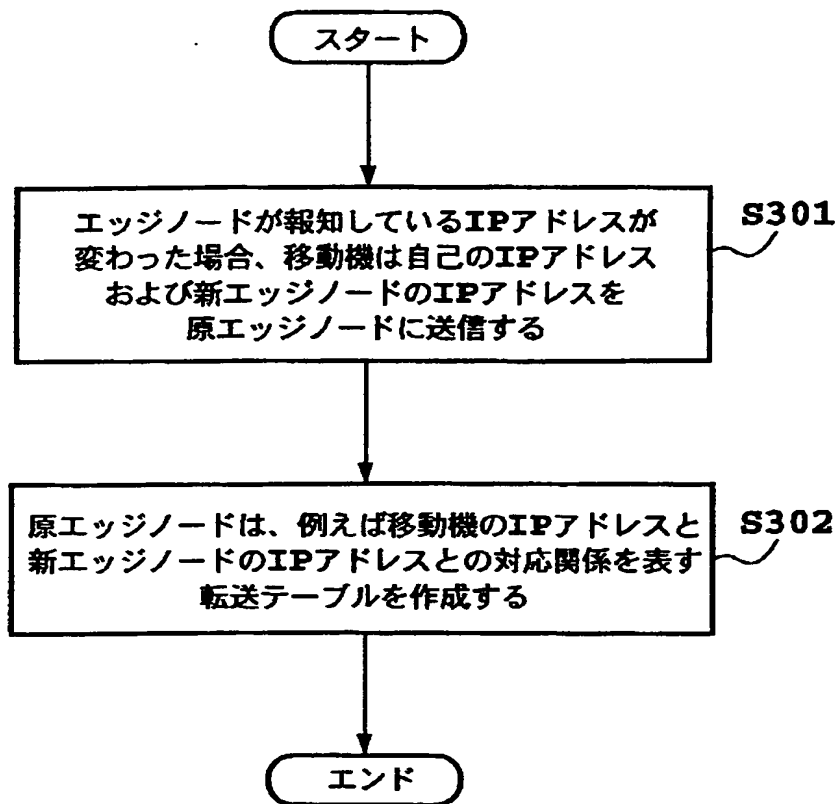 スタート
エッジノードが報知しているIPアドレスが
変わった場合、移動機は自己のIPアドレス
および新エッジノードのIPアドレスを
原エッジノードに送信する
S301
原エッジノードは、例えば移動機のIPアドレスと
新エッジノードのIPアドレスとの対応関係を表す
転送テーブルを作成する
S302
エンド